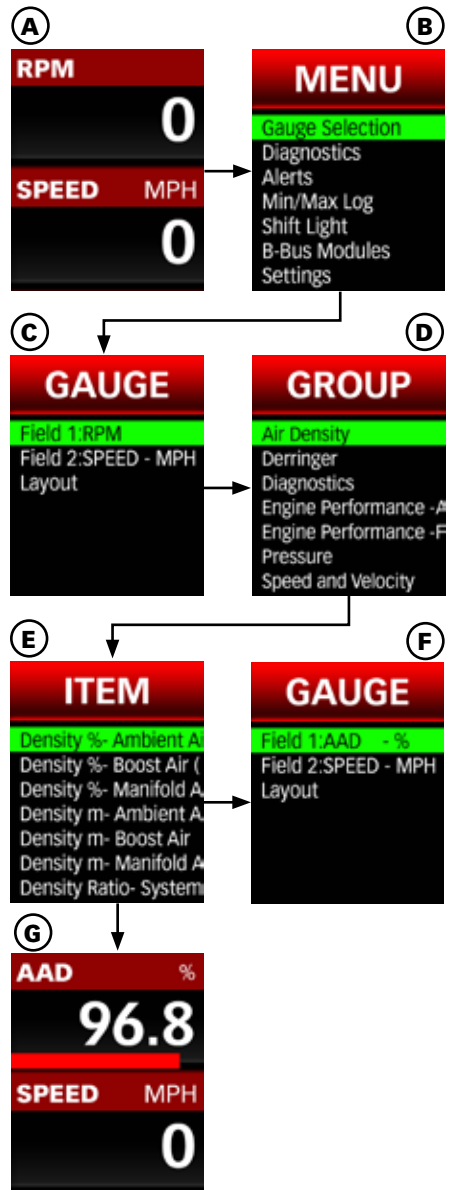 A
RPM
0
SPEED MPH
0
B
MENU
Gauge Selection
Diagnostics
Alerts
Min/Max Log
Shift Light
B-Bus Modules
Settings
C
GAUGE
Field 1:RPM
Field 2:SPEED - MPH
Layout
D
GROUP
Air Density
Derringer
Diagnostics
Engine Performance -A
Engine Performance -F
Pressure
Speed and Velocity
E
ITEM
Density %- Ambient Ai
Density %- Boost Air (
Density %- Manifold A
Density m- Ambient A
Density m- Boost Air
Density m- Manifold A
Density Ratio- System
F
GAUGE
Field 1:AAD - %
Field 2:SPEED - MPH
Layout
G
AAD %
96.8
SPEED MPH
0